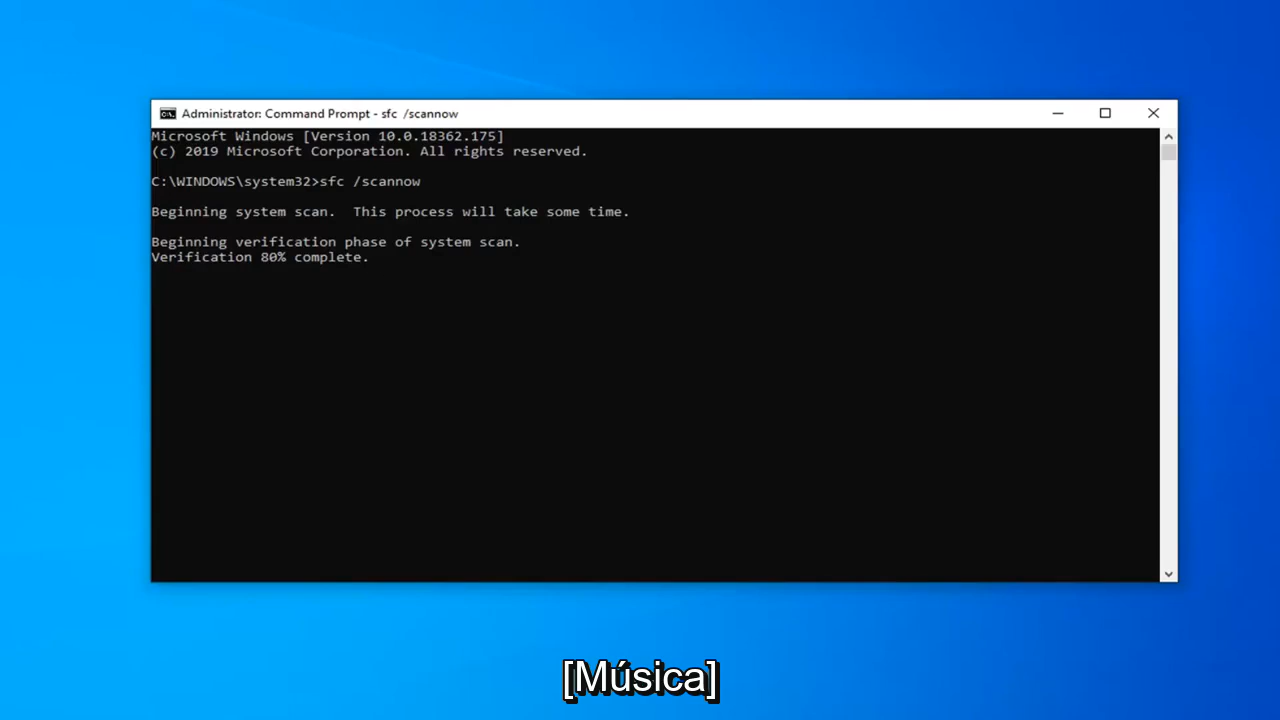 Administrator: Command Prompt - sfc  /scannow
Microsoft Windows [Version 10.0.18362.175]
(c) 2019 Microsoft Corporation. All rights reserved.
C:\WINDOWS\system32>sfc /scannow
Beginning system scan.  This process will take some time.
Beginning verification phase of system scan.
Verification 80% complete.
[Música]